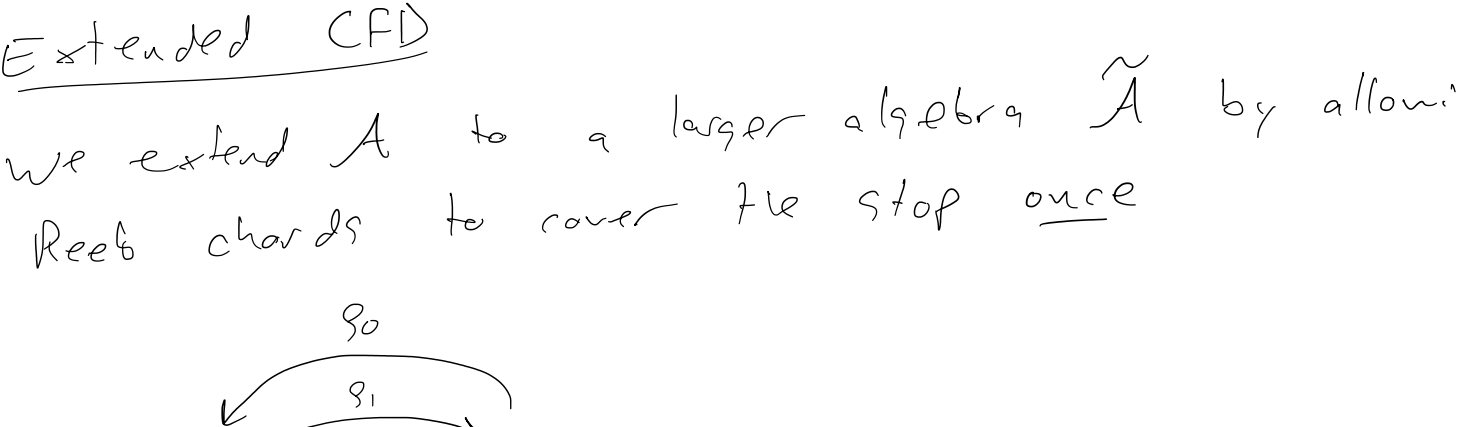 Extended CFD
We extend A to a larger algebra Ã by allowi
Reeb chords to cover the stop once
ρ0
ρ1